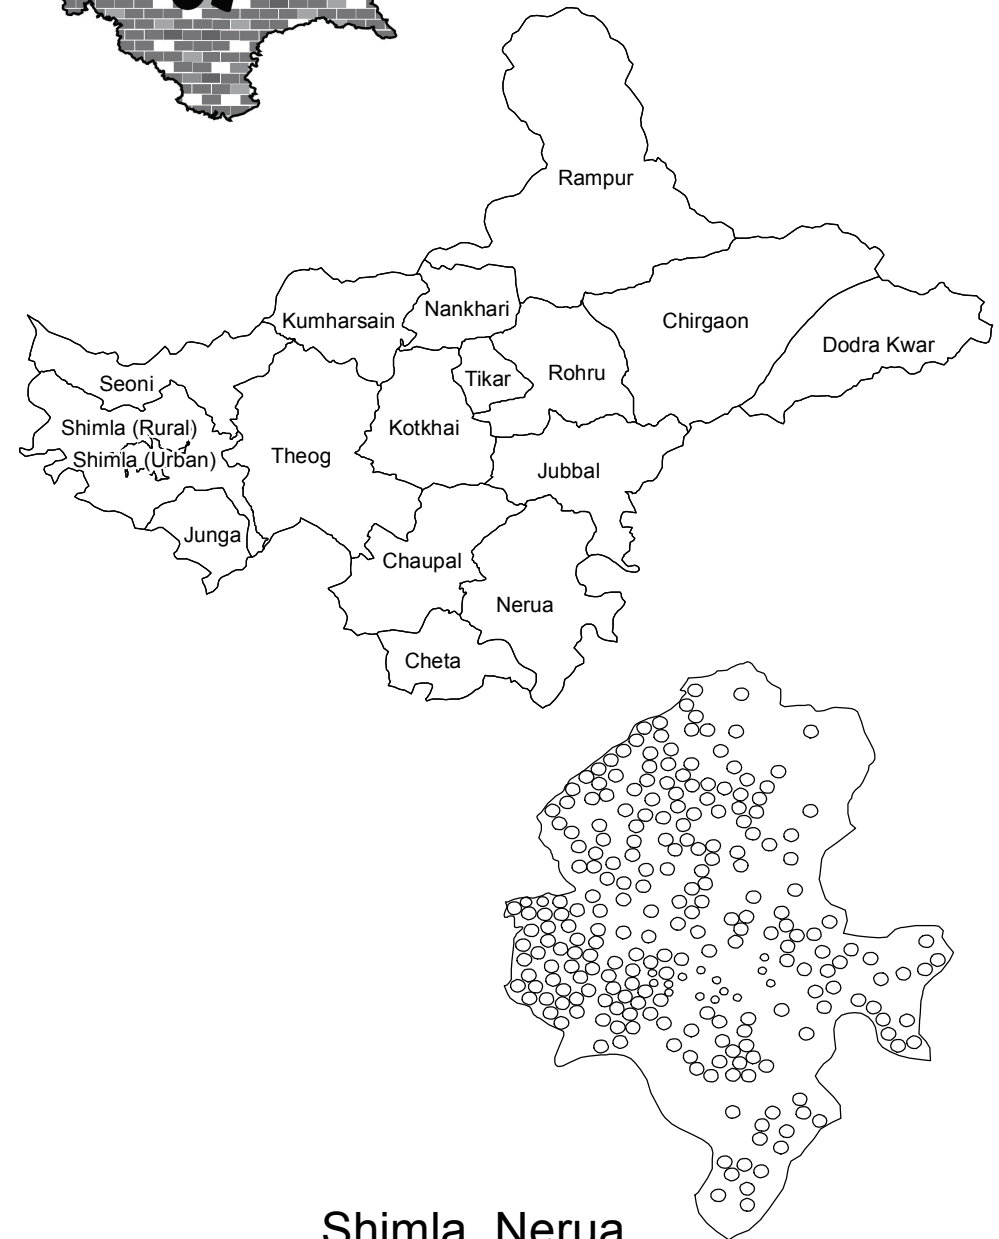 Rampur
Nankhari
Kumharsain
Chirgaon
Dodra Kwar
Rohru
Tikar
Seoni
Shimla (Rural)
Kotkhai
Theog
Shimla (Urban)
Jubbal
Junga
Chaupal
Nerua
Cheta
Shimla, Nerua